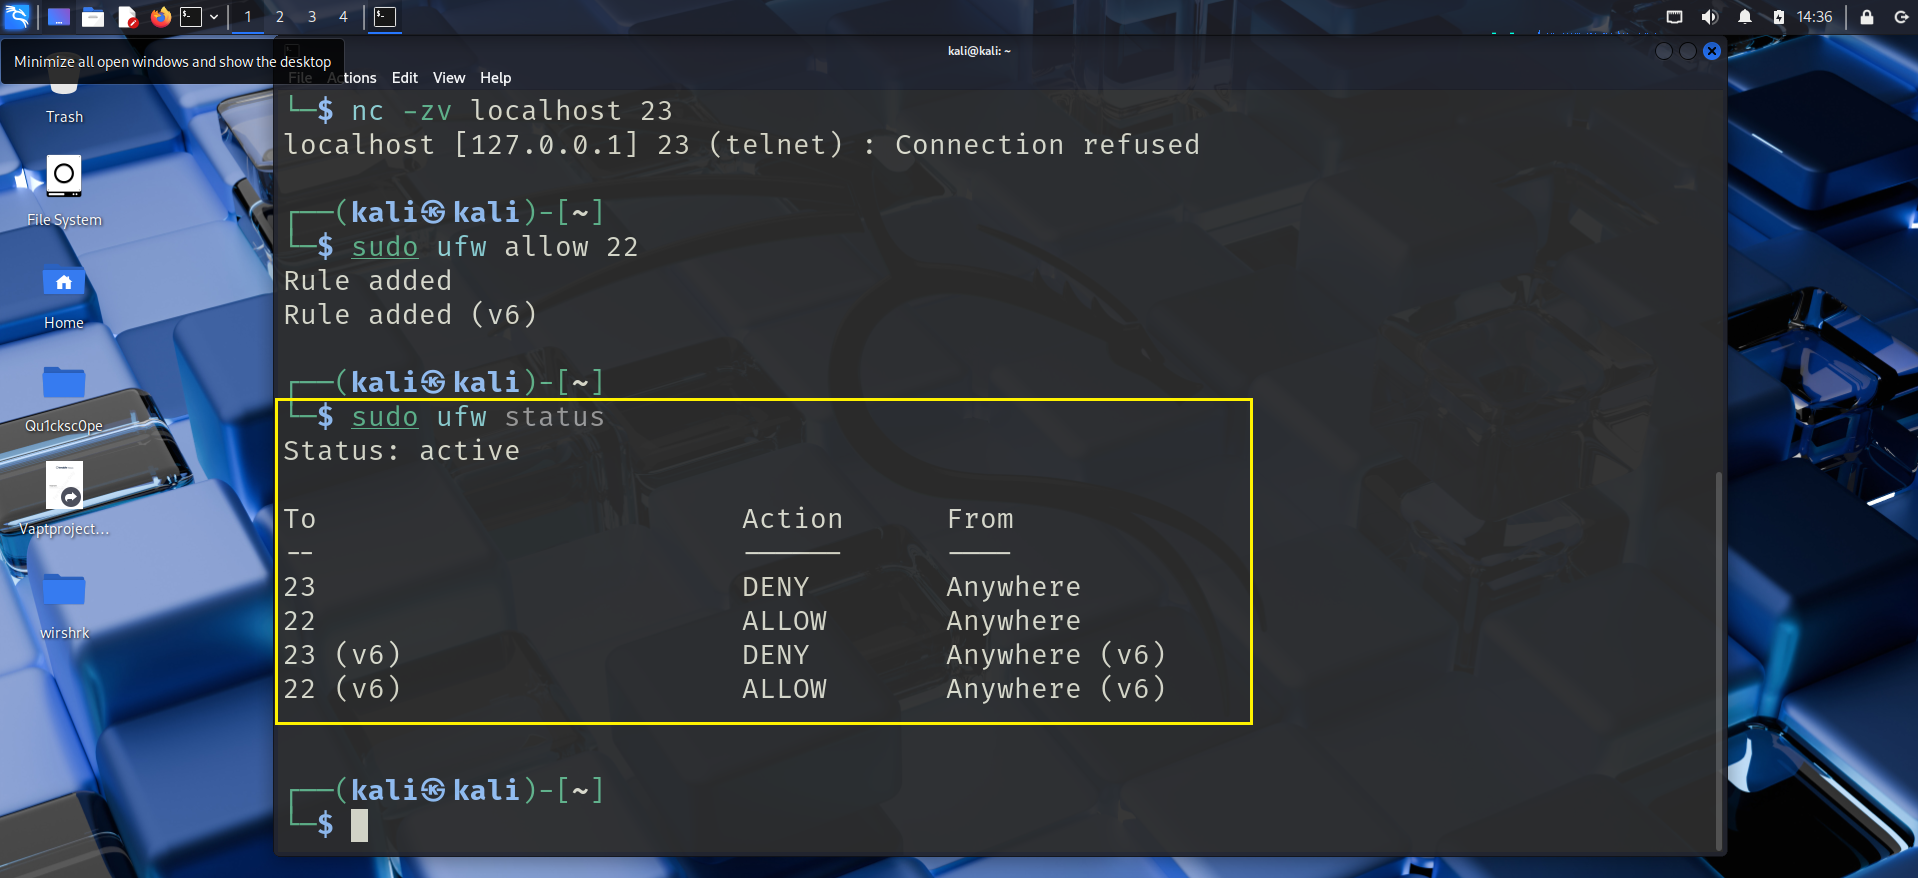 1 2 3 4
14:36
Minimize all open windows and show the desktop
kali@kali: ~
File Actions Edit View Help
Trash
File System
Home
Qu1cksc0pe
Vaptproject...
wirshrk
└─$ nc -zv localhost 23
localhost [127.0.0.1] 23 (telnet) : Connection refused
┌──(kali㉿kali)-[~]
└─$ sudo ufw allow 22
Rule added
Rule added (v6)
┌──(kali㉿kali)-[~]
└─$ sudo ufw status
Status: active
To Action From
-- ------ ----
23 DENY Anywhere
22 ALLOW Anywhere
23 (v6) DENY Anywhere (v6)
22 (v6) ALLOW Anywhere (v6)
┌──(kali㉿kali)-[~]
└─$